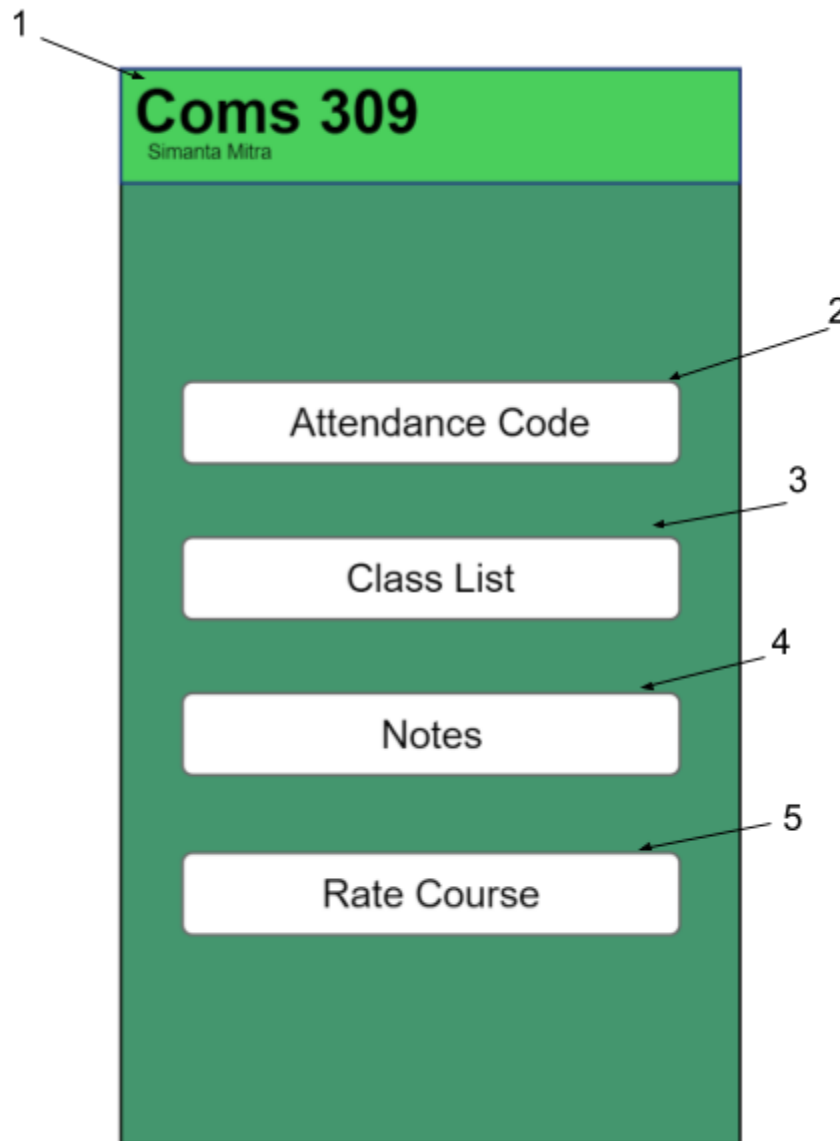 1
Coms 309
Simanta Mitra
2
Attendance Code
3
Class List
4
Notes
5
Rate Course